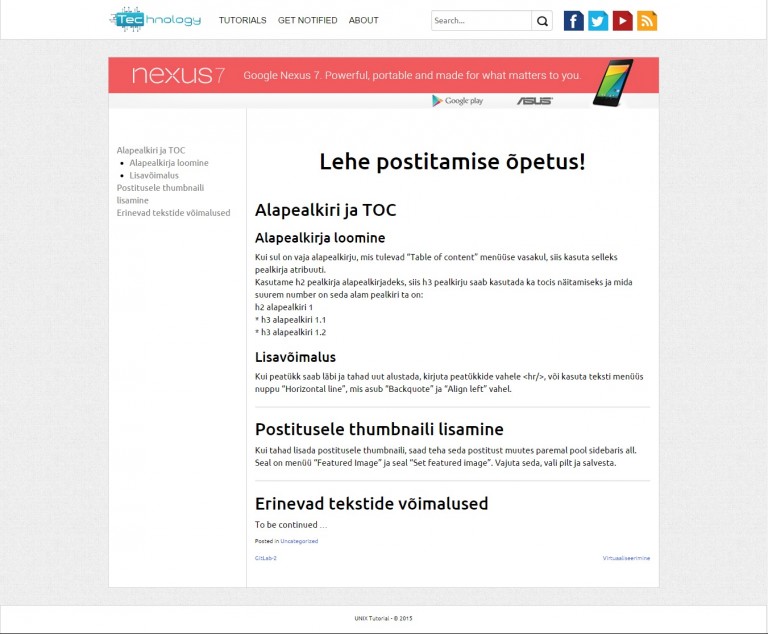 Technology
TUTORIALS GET NOTIFIED ABOUT
Search...
nexus7 Google Nexus 7. Powerful, portable and made for what matters to you.
Google play ASUS
Alapealkiri ja TOC
Alapealkirja loomine
Lisavõimalus
Postitusele thumbnaili
lisamine
Erinevad tekstide võimalused
Lehe postitamise õpetus!
Alapealkiri ja TOC
Alapealkirja loomine
Kui sul on vaja alapealkirju, mis tulevad “Table of content” menüüse vasakul, siis kasuta selleks
pealkirja atribuuti.
Kasutame h2 pealkirja alapealkirjadeks, siis h3 pealkirju saab kasutada ka tocis näitamiseks ja mida
suurem number on seda alam pealkiri ta on:
h2 alapealkiri 1
* h3 alapealkiri 1.1
* h3 alapealkiri 1.2
Lisavõimalus
Kui peatükk saab läbi ja tahad uut alustada, kirjuta peatükkide vahele <hr/>, või kasuta teksti menüüs
nuppu “Horizontal line”, mis asub “Backquote” ja “Align left” vahel.
Postitusele thumbnaili lisamine
Kui tahad lisada postitusele thumbnaili, saad teha seda postitust muutes paremal pool sidebaris all.
Seal on menüü “Featured Image” ja seal “Set featured image”. Vajuta seda, vali pilt ja salvesta.
Erinevad tekstide võimalused
To be continued ...
Posted in Uncategorized
GitLab-2 Virtuaaliseerimine
UNIX Tutorial - © 2015